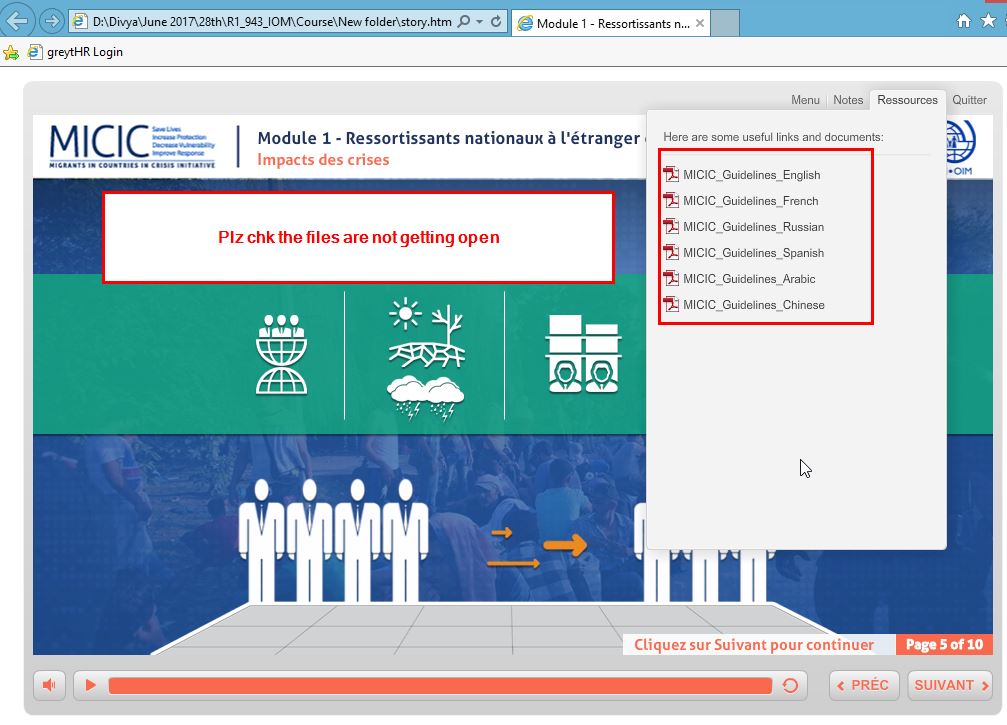 D:\Divya\June 2017\28th\R1_943_IOM\Course\New folder\story.htm
Module 1 - Ressortissants n...
greytHR Login
Menu Notes Ressources Quitter
MICIC
Save Lives
Increase Protection
Decrease Vulnerability
Improve Response
MIGRANTS IN COUNTRIES IN CRISIS INITIATIVE
Module 1 - Ressortissants nationaux à l'étranger
Impacts des crises
Here are some useful links and documents:
MICIC_Guidelines_English
MICIC_Guidelines_French
MICIC_Guidelines_Russian
MICIC_Guidelines_Spanish
MICIC_Guidelines_Arabic
MICIC_Guidelines_Chinese
• OIM
Plz chk the files are not getting open
Cliquez sur Suivant pour continuer
Page 5 of 10
PRÉC
SUIVANT